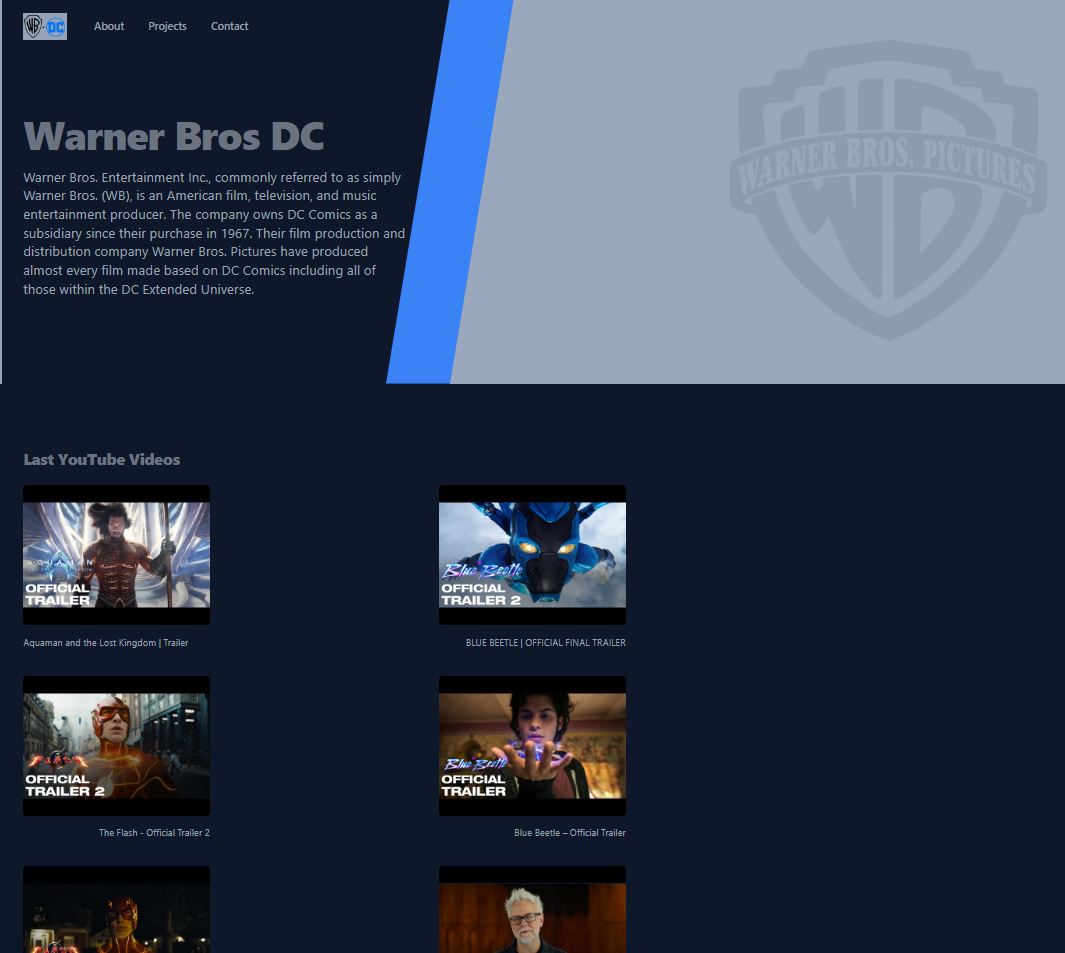 WB DC
About Projects Contact
Warner Bros DC
Warner Bros. Entertainment Inc., commonly referred to as simply
Warner Bros. (WB), is an American film, television, and music
entertainment producer. The company owns DC Comics as a
subsidiary since their purchase in 1967. Their film production and
distribution company Warner Bros. Pictures have produced
almost every film made based on DC Comics including all of
those within the DC Extended Universe.
WARNER BROS. PICTURES
WB
Last YouTube Videos
AQUAMAN
OFFICIAL
TRAILER
Aquaman and the Lost Kingdom | Trailer
Blue Beetle
OFFICIAL
TRAILER 2
BLUE BEETLE | OFFICIAL FINAL TRAILER
FLASH
OFFICIAL
TRAILER 2
The Flash - Official Trailer 2
Blue Beetle
OFFICIAL
TRAILER
Blue Beetle – Official Trailer